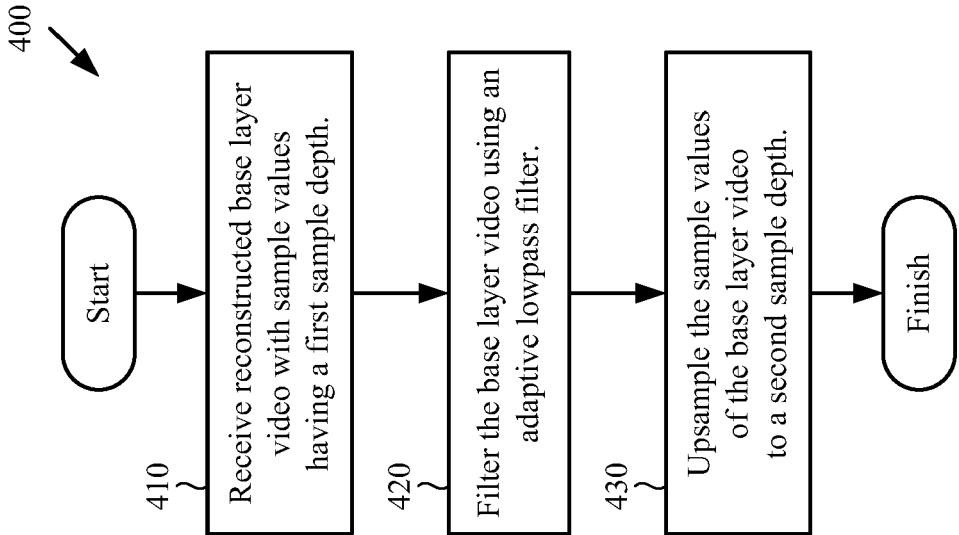 400
Start
410
Receive reconstructed base layer
video with sample values
having a first sample depth.
420
Filter the base layer video using an
adaptive lowpass filter.
430
Upsample the sample values
of the base layer video
to a second sample depth.
Finish